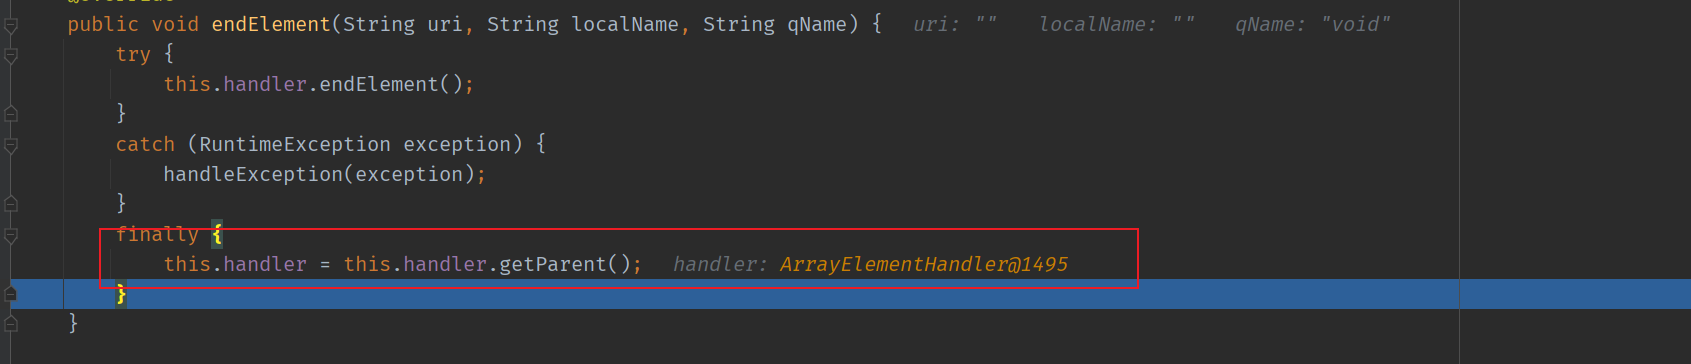 public void endElement(String uri, String localName, String qName) {   uri: ""   localName: ""   qName: "void"
    try {
        this.handler.endElement();
    }
    catch (RuntimeException exception) {
        handleException(exception);
    }
    finally {
        this.handler = this.handler.getParent();   handler: ArrayElementHandler@1495
    }
}